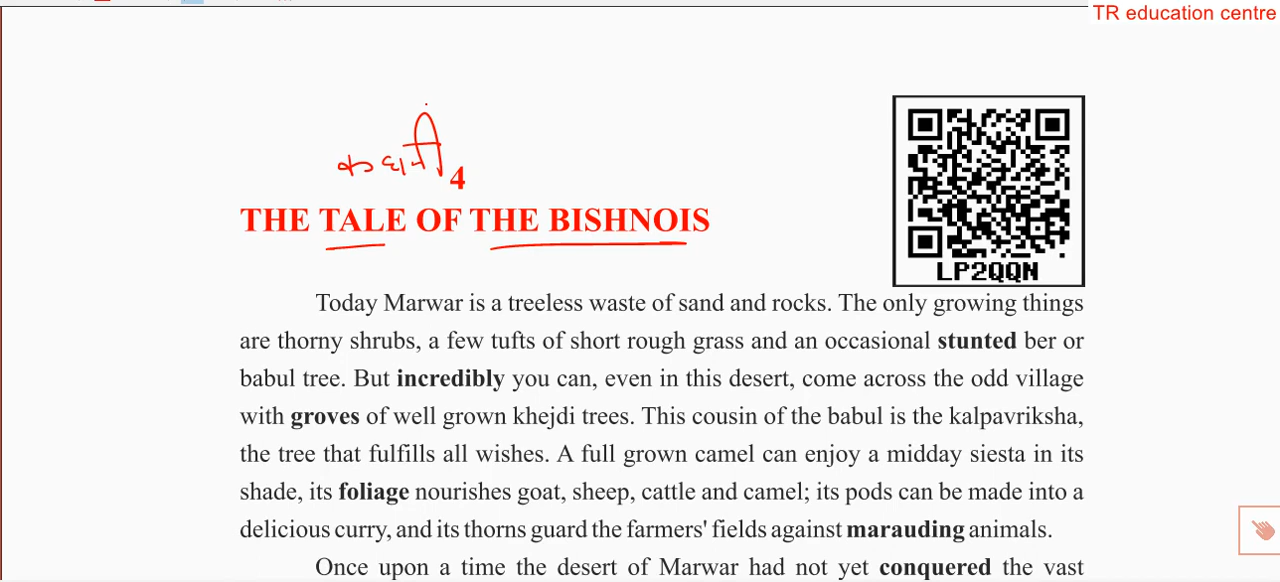 TR education centre
कहानी
4
THE TALE OF THE BISHNOIS
LP2QQN
Today Marwar is a treeless waste of sand and rocks. The only growing things
are thorny shrubs, a few tufts of short rough grass and an occasional stunted ber or
babul tree. But incredibly you can, even in this desert, come across the odd village
with groves of well grown khejdi trees. This cousin of the babul is the kalpavriksha,
the tree that fulfills all wishes. A full grown camel can enjoy a midday siesta in its
shade, its foliage nourishes goat, sheep, cattle and camel; its pods can be made into a
delicious curry, and its thorns guard the farmers' fields against marauding animals.
Once upon a time the desert of Marwar had not yet conquered the vast